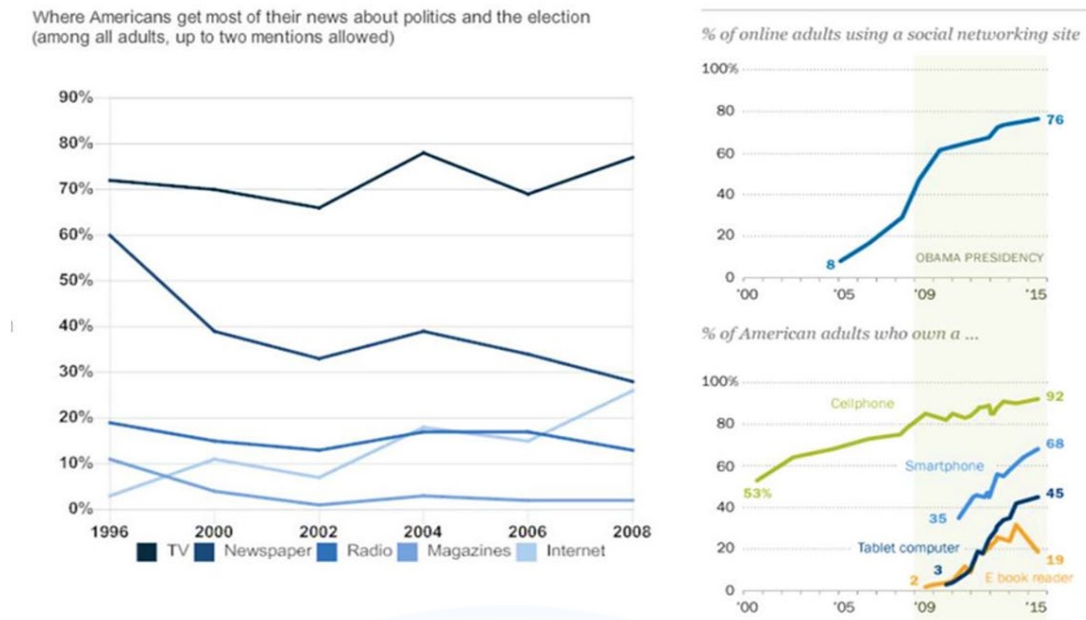 Where Americans get most of their news about politics and the election
(among all adults, up to two mentions allowed)
90%
80%
70%
60%
50%
40%
30%
20%
10%
0%
1996 2000 2002 2004 2006 2008
TV Newspaper Radio Magazines Internet
% of online adults using a social networking site
100%
80
76
60
40
20
8
OBAMA PRESIDENCY
0
'00 '05 '09 '15
% of American adults who own a ...
100%
Cellphone 92
80
68
60
Smartphone
53%
45
40
35
20
Tablet computer
19
3
2
E book reader
0
'00 '05 '09 '15